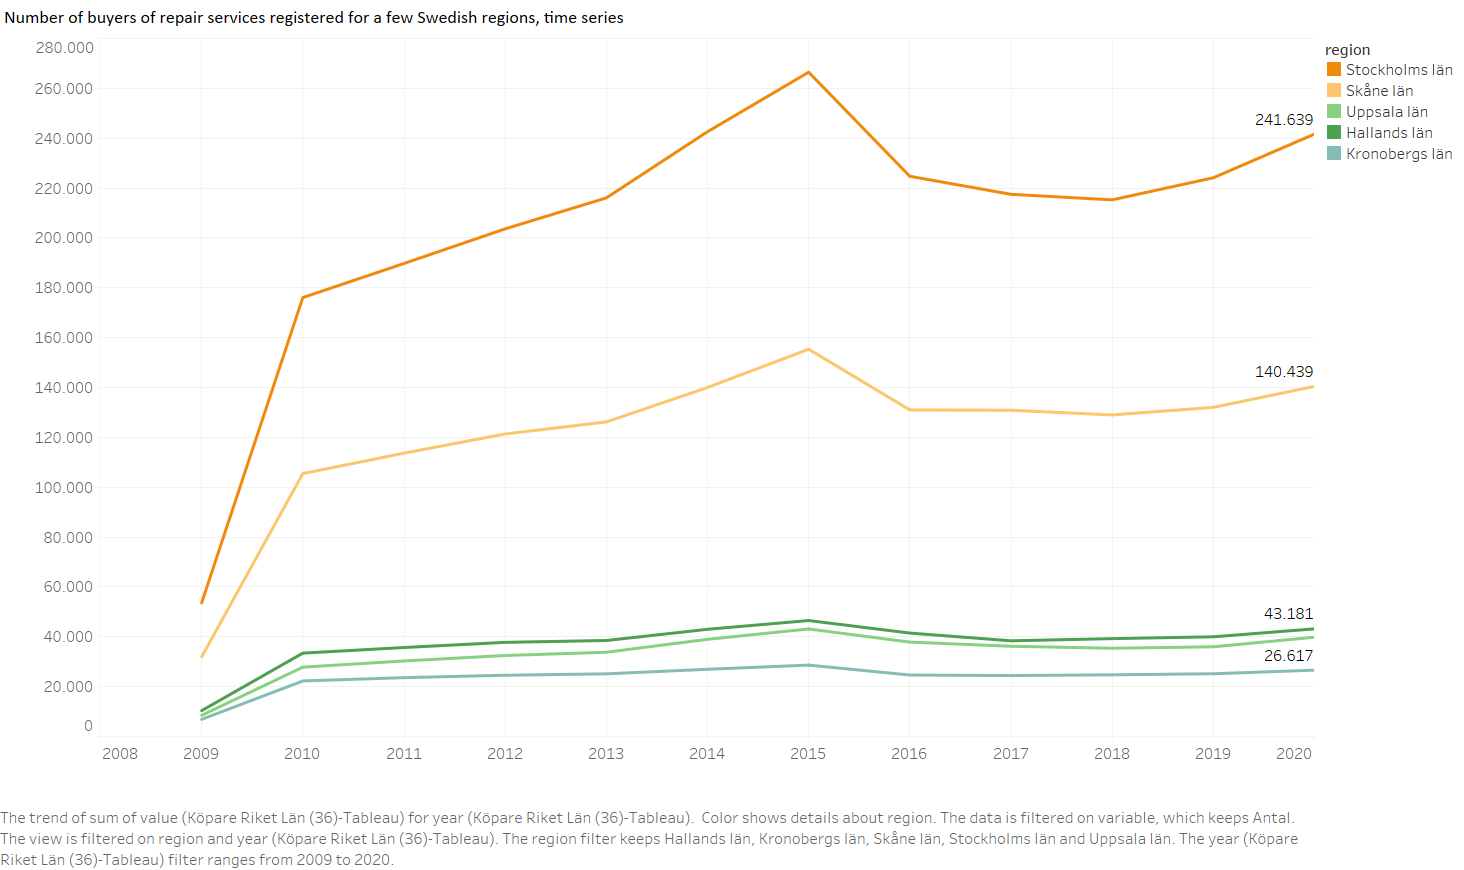 Number of buyers of repair services registered for a few Swedish regions, time series
280.000
260.000
240.000
220.000
200.000
180.000
160.000
140.000
120.000
100.000
80.000
60.000
40.000
20.000
0
2008 2009 2010 2011 2012 2013 2014 2015 2016 2017 2018 2019 2020
241.639
140.439
43.181
26.617
region
Stockholms län
Skåne län
Uppsala län
Hallands län
Kronobergs län
The trend of sum of value (Köpare Riket Län (36)-Tableau) for year (Köpare Riket Län (36)-Tableau). Color shows details about region. The data is filtered on variable, which keeps Antal.
The view is filtered on region and year (Köpare Riket Län (36)-Tableau). The region filter keeps Hallands län, Kronobergs län, Skåne län, Stockholms län and Uppsala län. The year (Köpare
Riket Län (36)-Tableau) filter ranges from 2009 to 2020.